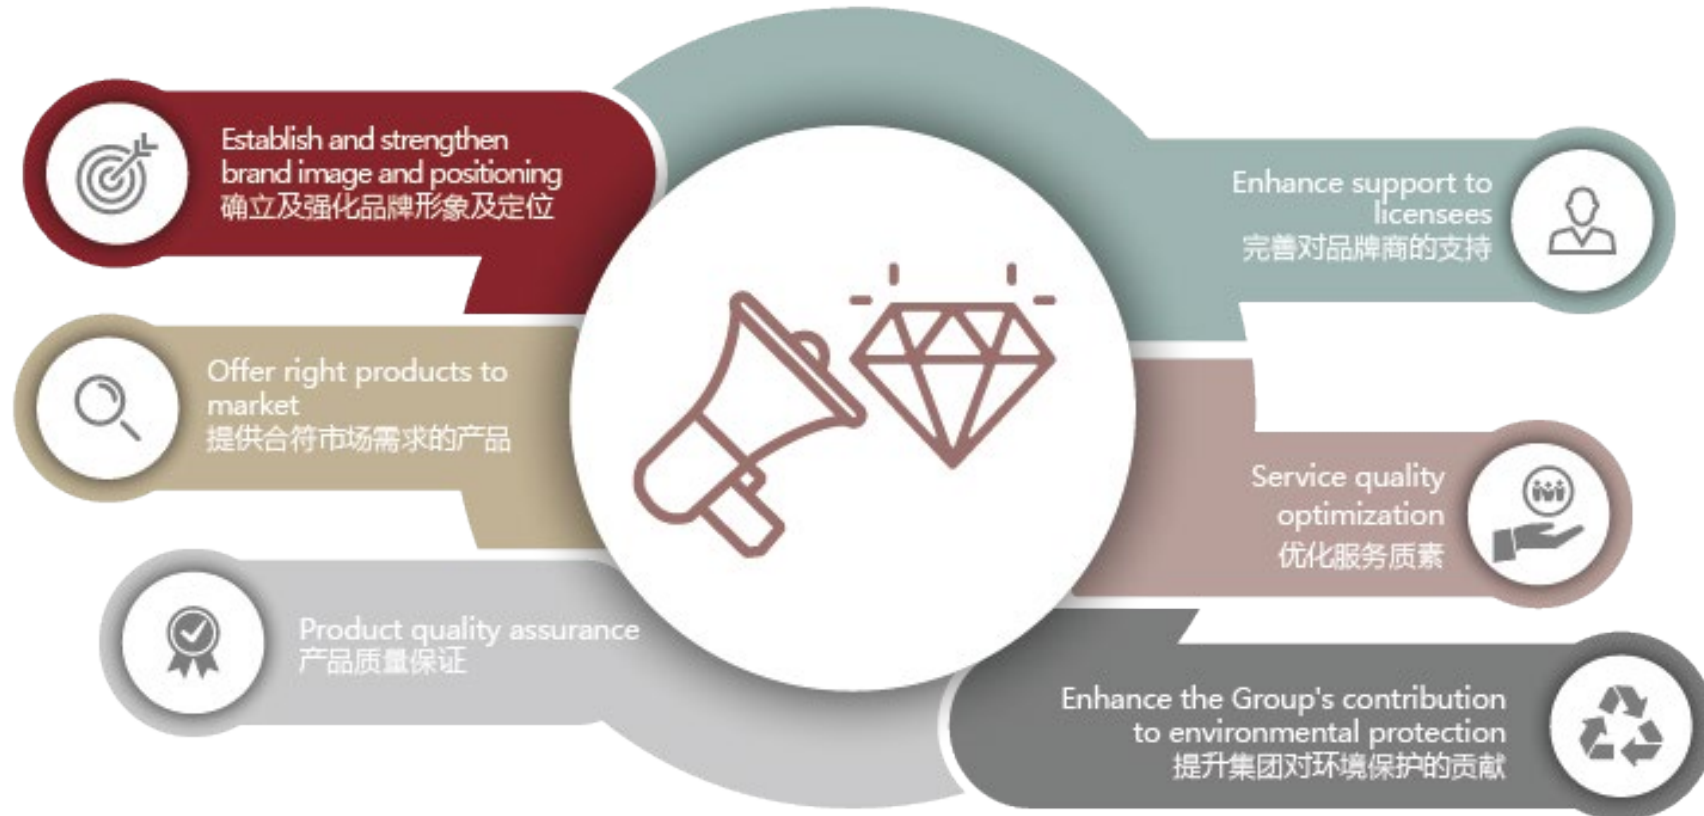 Establish and strengthen
brand image and positioning
确立及强化品牌形象及定位
Offer right products to
market
提供合符市场需求的产品
Product quality assurance
产品质量保证
Enhance support to
licensees
完善对品牌商的支持
Service quality
optimization
优化服务质素
Enhance the Group's contribution
to environmental protection
提升集团对环境保护的贡献